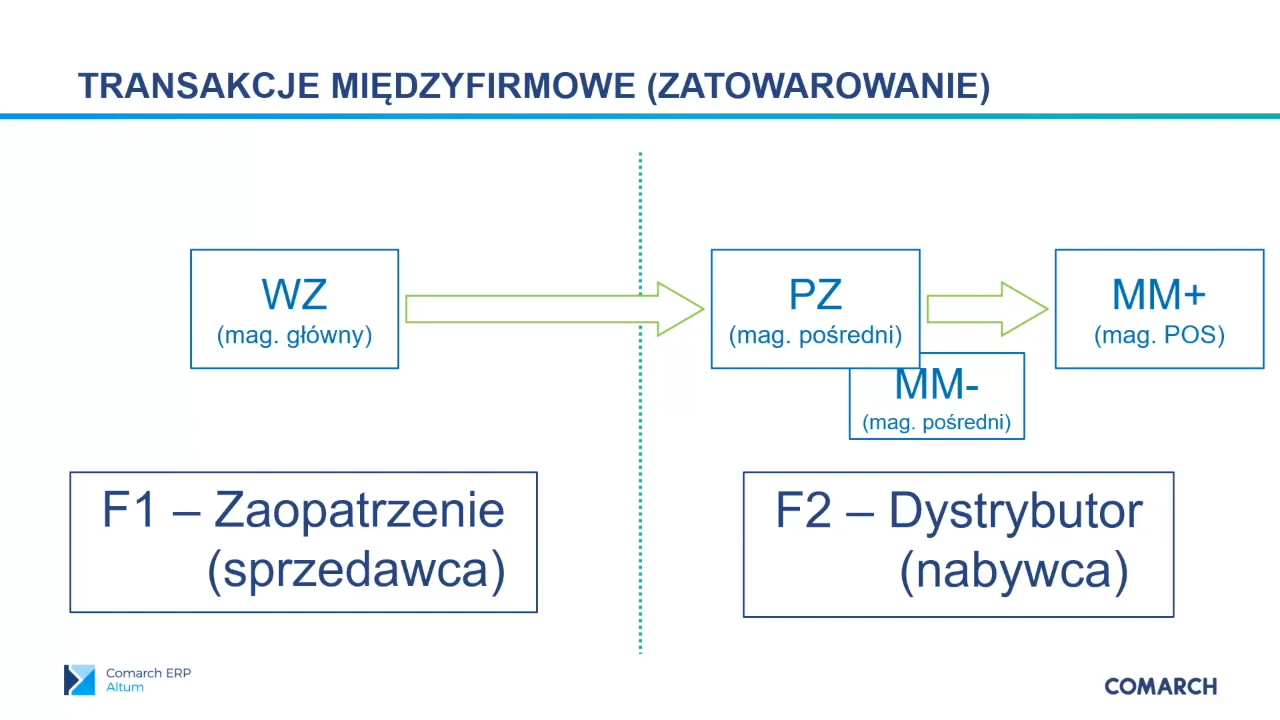 TRANSAKCJE MIĘDZYFIRMOWE (ZATOWAROWANIE)
WZ
(mag. główny)
PZ
(mag. pośredni)
MM+
(mag. POS)
MM-
(mag. pośredni)
F1 – Zaopatrzenie
(sprzedawca)
F2 – Dystrybutor
(nabywca)
Comarch ERP
Altum
COMARCH